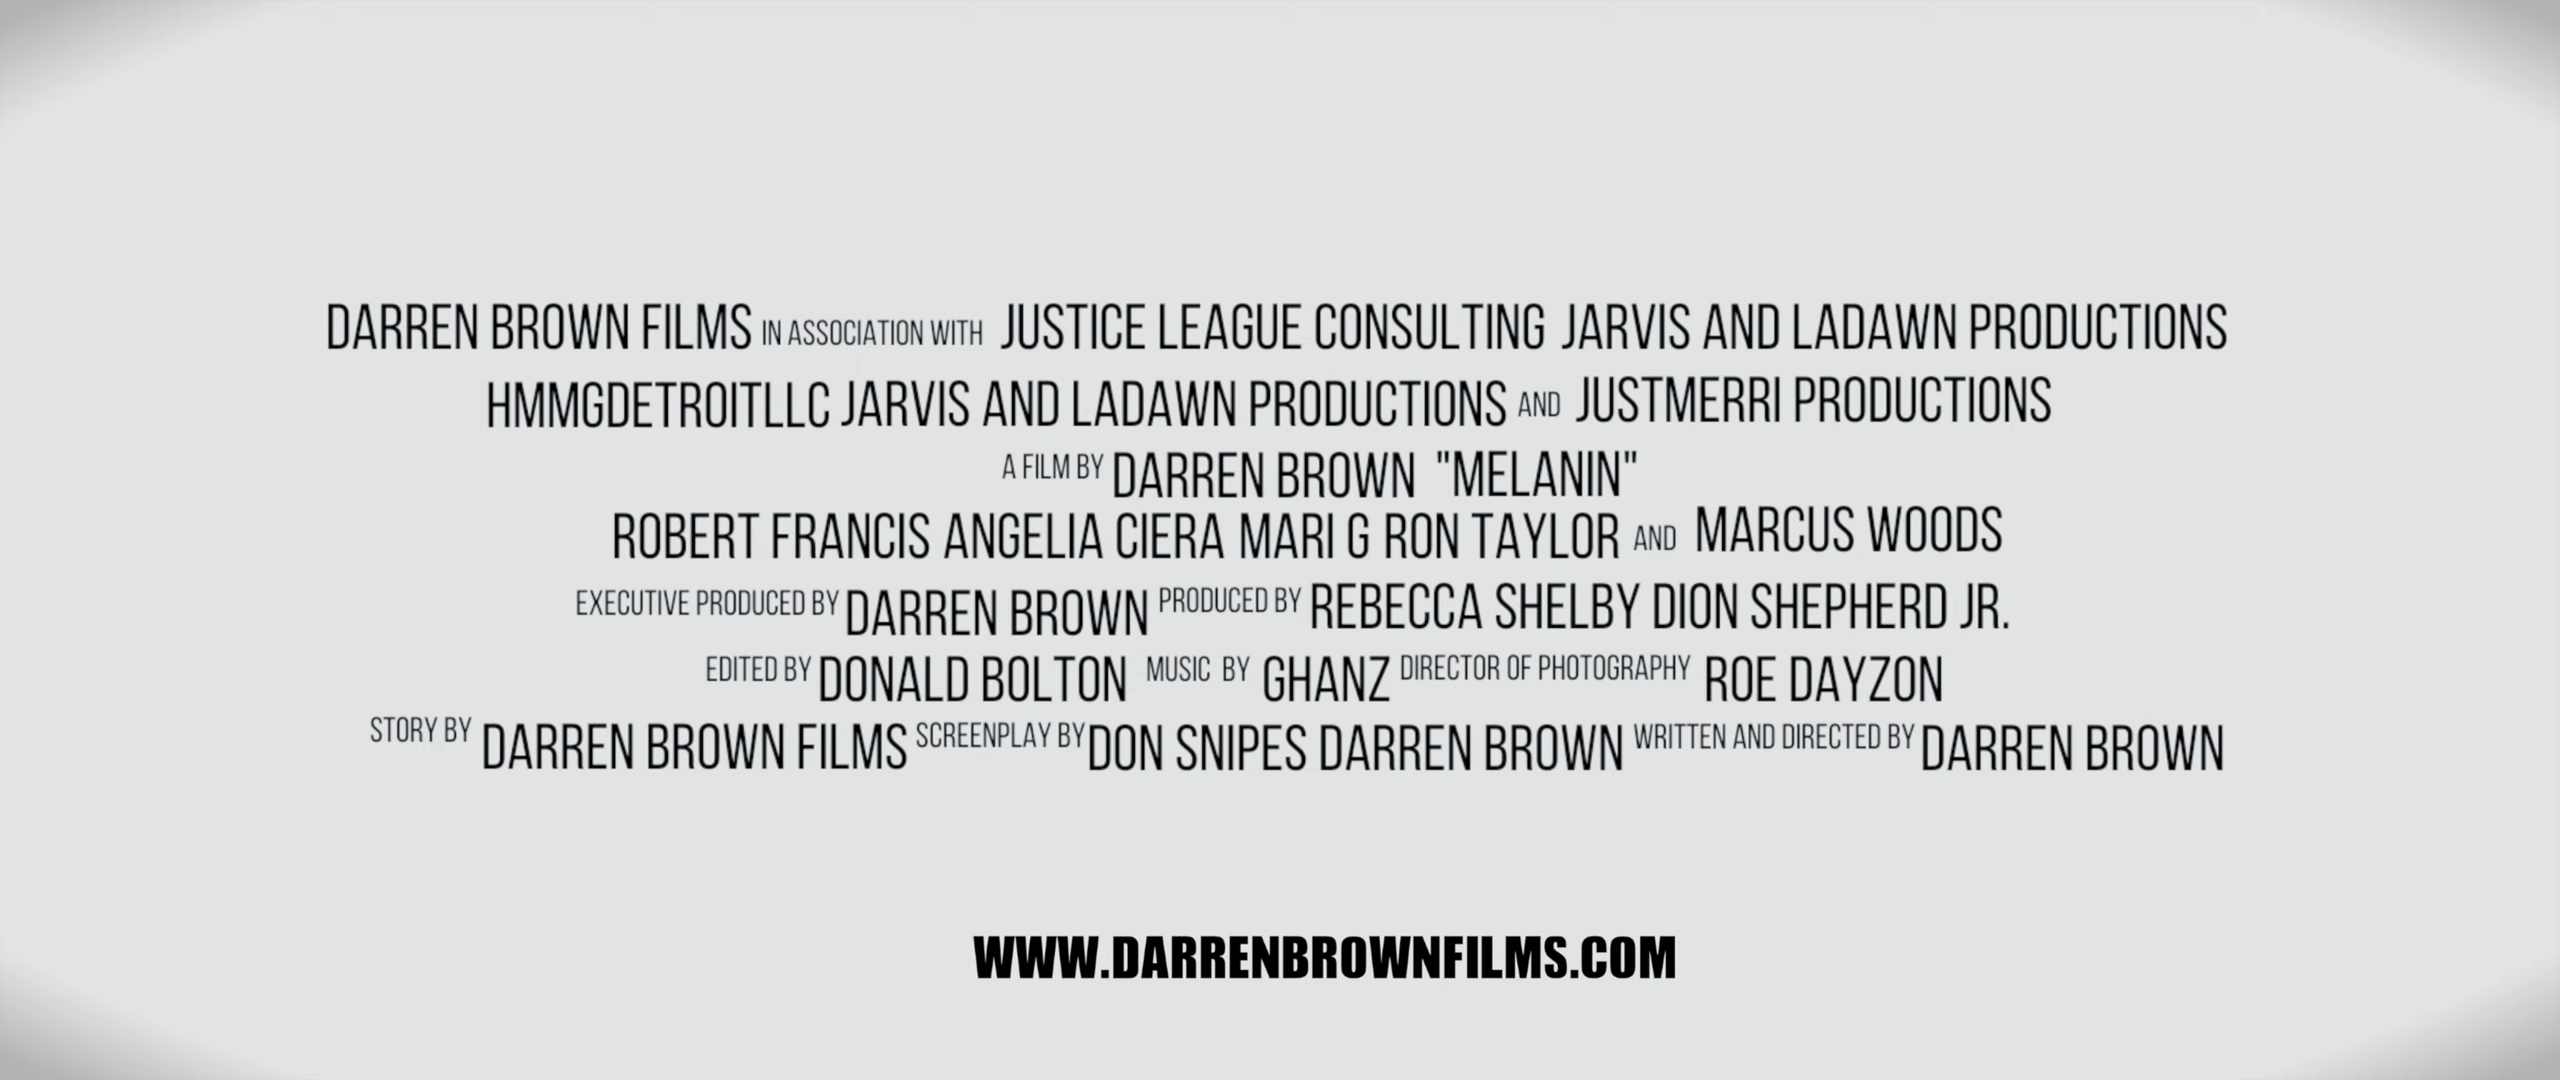 DARREN BROWN FILMS IN ASSOCIATION WITH JUSTICE LEAGUE CONSULTING JARVIS AND LADAWN PRODUCTIONS
HMMGDETROITLLC JARVIS AND LADAWN PRODUCTIONS AND JUSTMERRI PRODUCTIONS
A FILM BY DARREN BROWN "MELANIN"
ROBERT FRANCIS ANGELIA CIERA MARI G RON TAYLOR AND MARCUS WOODS
EXECUTIVE PRODUCED BY DARREN BROWN PRODUCED BY REBECCA SHELBY DION SHEPHERD JR.
EDITED BY DONALD BOLTON MUSIC BY GHANZ DIRECTOR OF PHOTOGRAPHY ROE DAYZON
STORY BY DARREN BROWN FILMS SCREENPLAY BY DON SNIPES DARREN BROWN WRITTEN AND DIRECTED BY DARREN BROWN
WWW.DARRENBROWNFILMS.COM